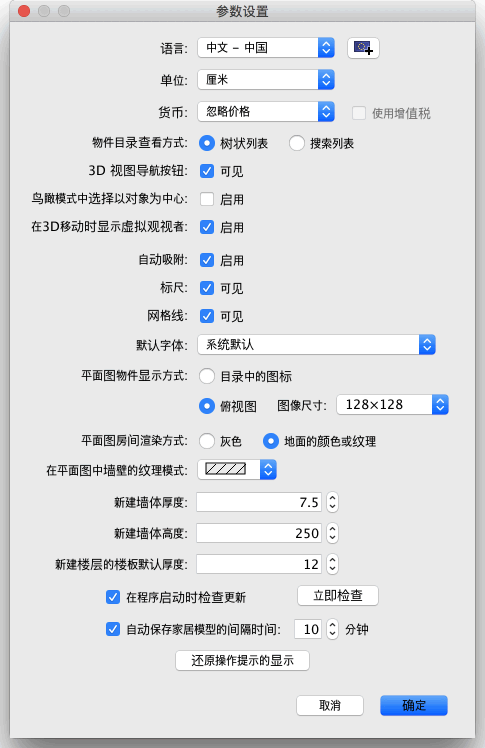 参数设置
语言: 中文 – 中国
单位: 厘米
货币: 忽略价格 使用增值税
物件目录查看方式: 树状列表 搜索列表
3D 视图导航按钮: 可见
鸟瞰模式中选择以对象为中心: 启用
在3D移动时显示虚拟观视者: 启用
自动吸附: 启用
标尺: 可见
网格线: 可见
默认字体: 系统默认
平面图物件显示方式: 目录中的图标
俯视图 图像尺寸: 128×128
平面图房间渲染方式: 灰色 地面的颜色或纹理
在平面图中墙壁的纹理模式:
新建墙体厚度: 7.5
新建墙体高度: 250
新建楼层的楼板默认厚度: 12
在程序启动时检查更新 立即检查
自动保存家居模型的间隔时间: 10 分钟
还原操作提示的显示
取消 确定